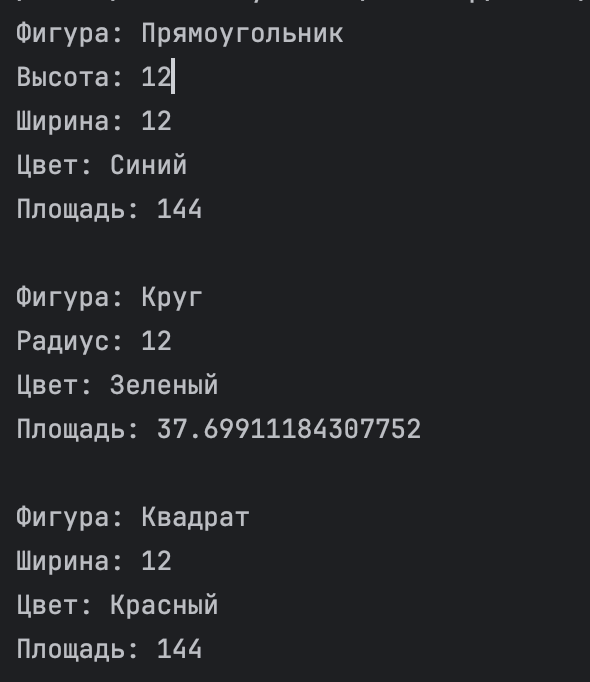 Фигура: Прямоугольник
Высота: 12
Ширина: 12
Цвет: Синий
Площадь: 144
Фигура: Круг
Радиус: 12
Цвет: Зеленый
Площадь: 37.69911184307752
Фигура: Квадрат
Ширина: 12
Цвет: Красный
Площадь: 144